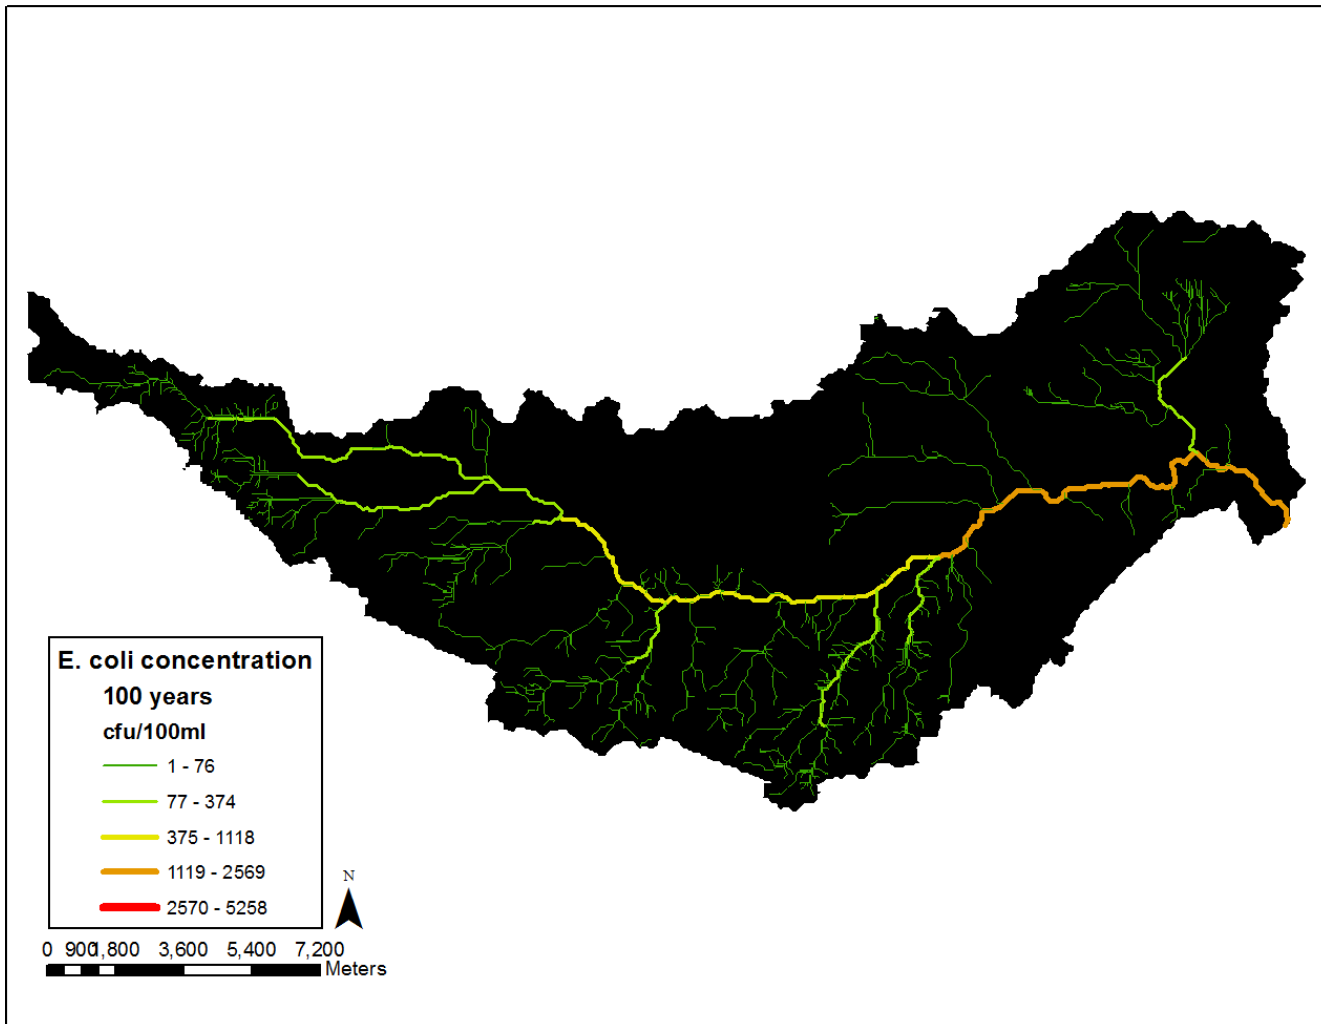 E. coli concentration
100 years
cfu/100ml
1 - 76
77 - 374
375 - 1118
1119 - 2569
2570 - 5258
N
0 900 1,800 3,600 5,400 7,200
Meters